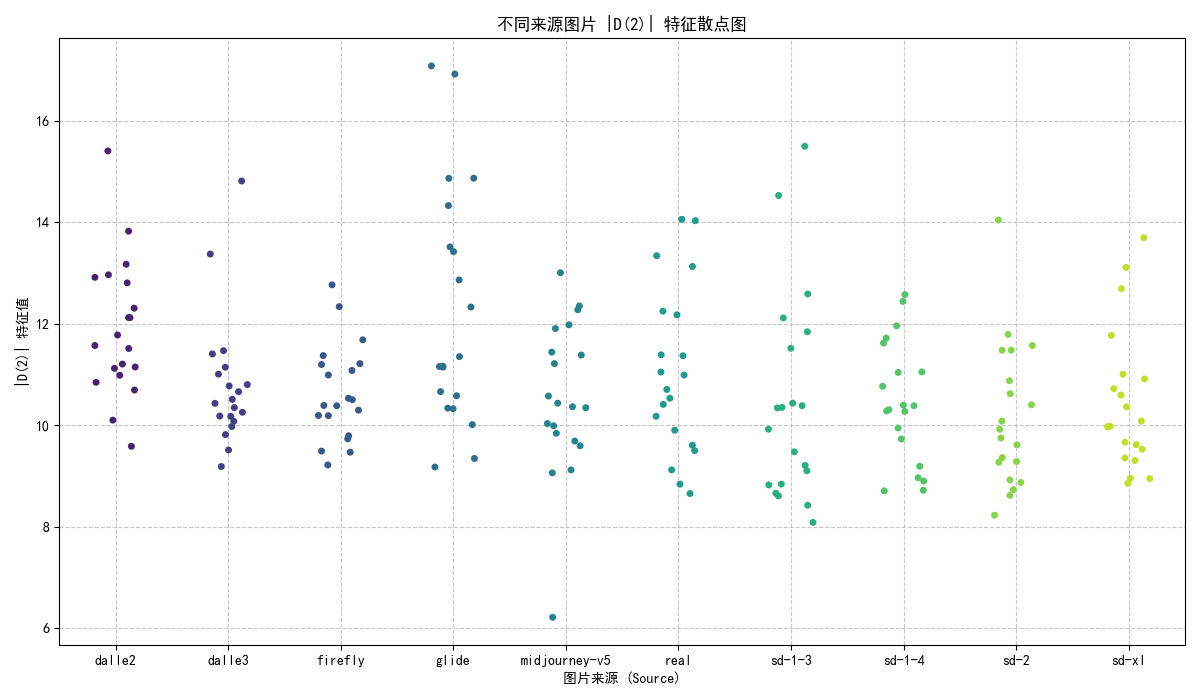 不同来源图片 |D(2)| 特征散点图
|D(2)| 特征值
16
14
12
10
8
6
dalle2 dalle3 firefly glide midjourney-v5 real sd-1-3 sd-1-4 sd-2 sd-xl
图片来源 (Source)